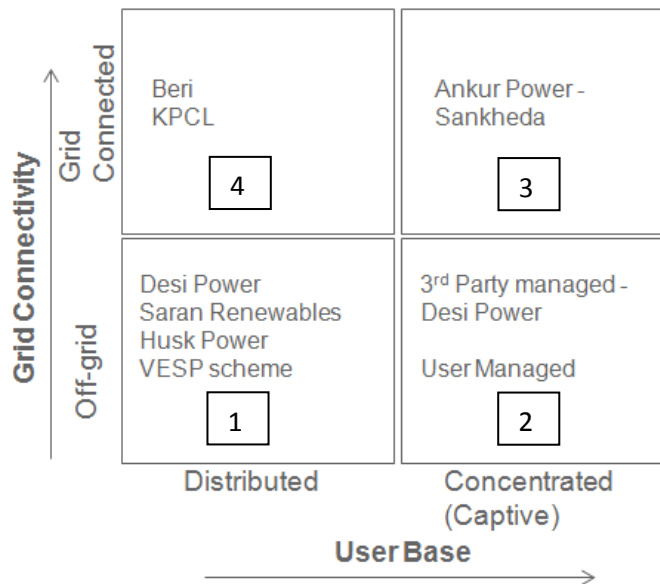 Grid Connectivity
Grid
Connected
Off-grid
Beri
KPCL
4
Ankur Power -
Sankheda
3
Desi Power
Saran Renewables
Husk Power
VESP scheme
1
3rd Party managed -
Desi Power
User Managed
2
Distributed
Concentrated
(Captive)
User Base